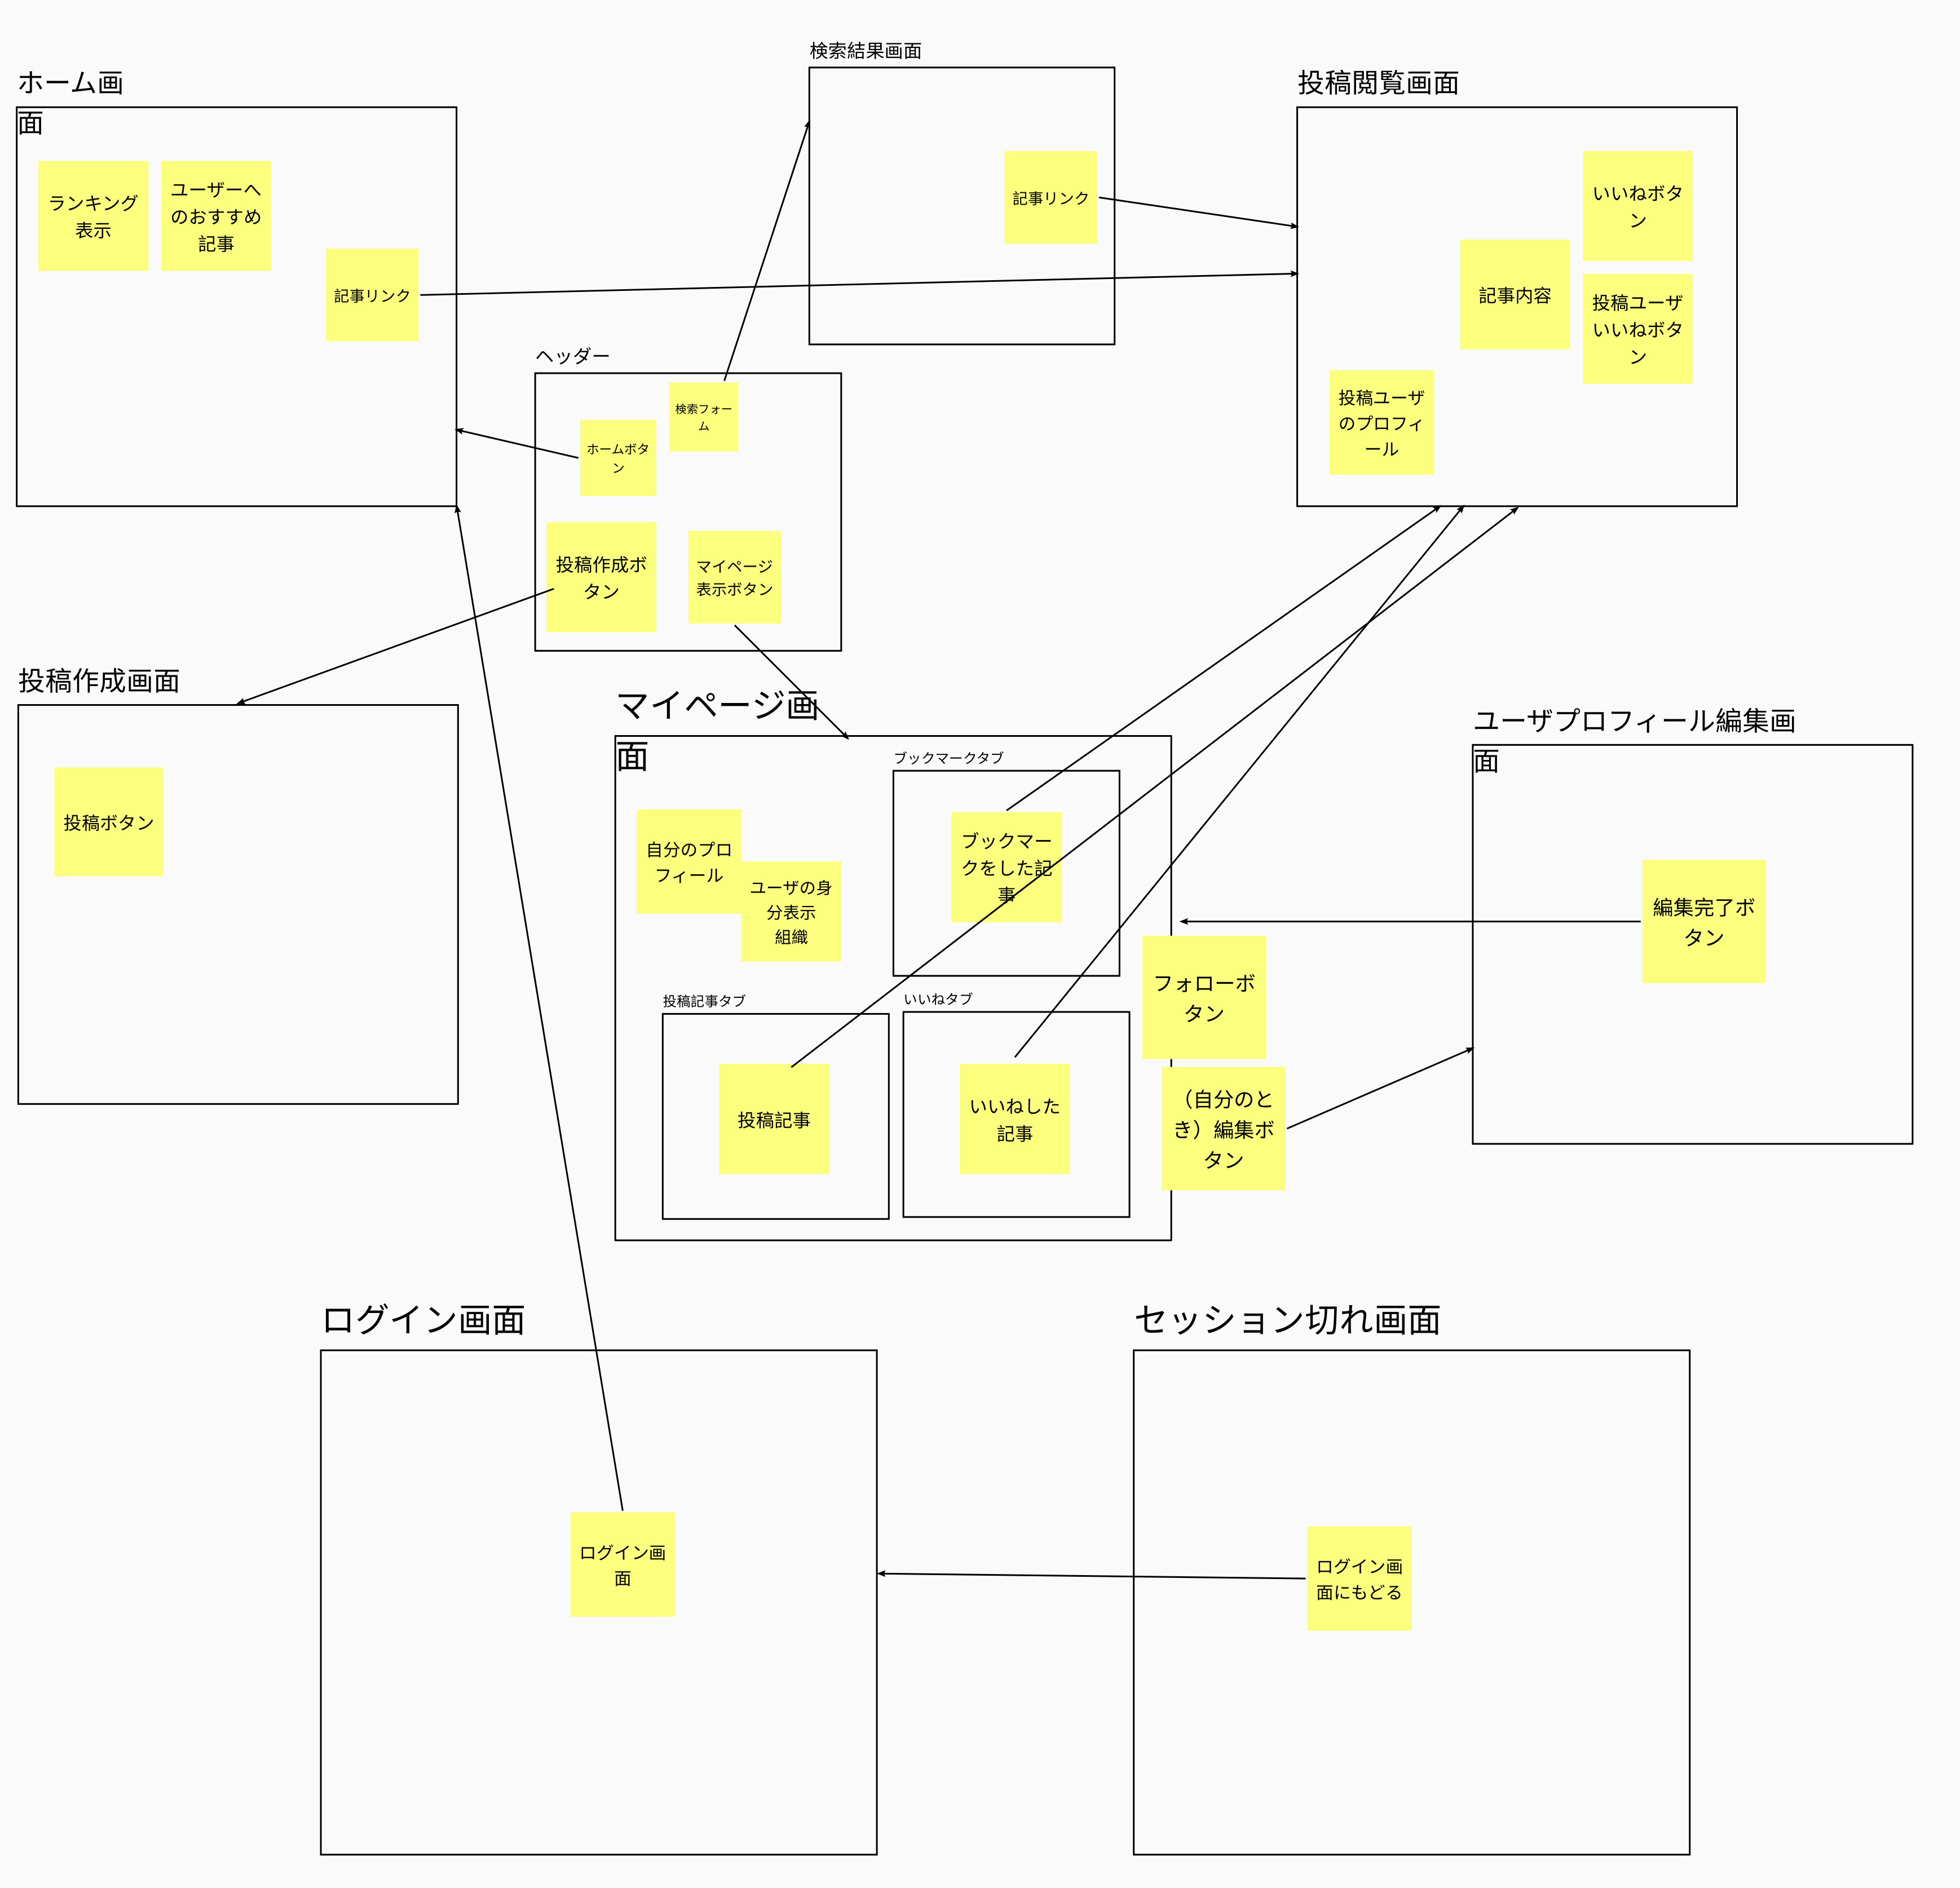 検索結果画面
ホーム画
面
投稿閲覧画面
ランキング
表示
ユーザーへ
のおすすめ
記事
記事リンク
記事リンク
いいねボタ
ン
記事内容
投稿ユーザ
いいねボタ
ン
投稿ユーザ
のプロフィ
ール
ヘッダー
検索フォー
ム
ホームボタ
ン
投稿作成ボ
タン
マイページ
表示ボタン
投稿作成画面
投稿ボタン
マイページ画
面
ブックマークタブ
ブックマー
クをした記
事
自分のプロ
フィール
ユーザの身
分表示
組織
投稿記事タブ
投稿記事
いいねタブ
いいねした
記事
フォローボ
タン
（自分のと
き）編集ボ
タン
ユーザプロフィール編集画
面
編集完了ボ
タン
ログイン画面
ログイン画
面
セッション切れ画面
ログイン画
面にもどる